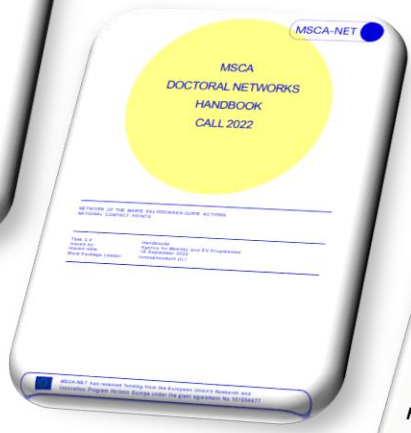 MSCA-NET
MSCA
DOCTORAL NETWORKS
HANDBOOK
CALL 2022
NETWORK OF THE MARIE SKŁODOWSKA-CURIE ACTIONS
NATIONAL CONTACT POINTS
Task 2.4 Handbooks
Issued by: Agency for Mobility and EU Programmes
Issued date: 16 September 2022
Work Package Leader:
MSCA-NET has received funding from the European Union's Research and
Innovation Program Horizon Europe under the grant agreement No